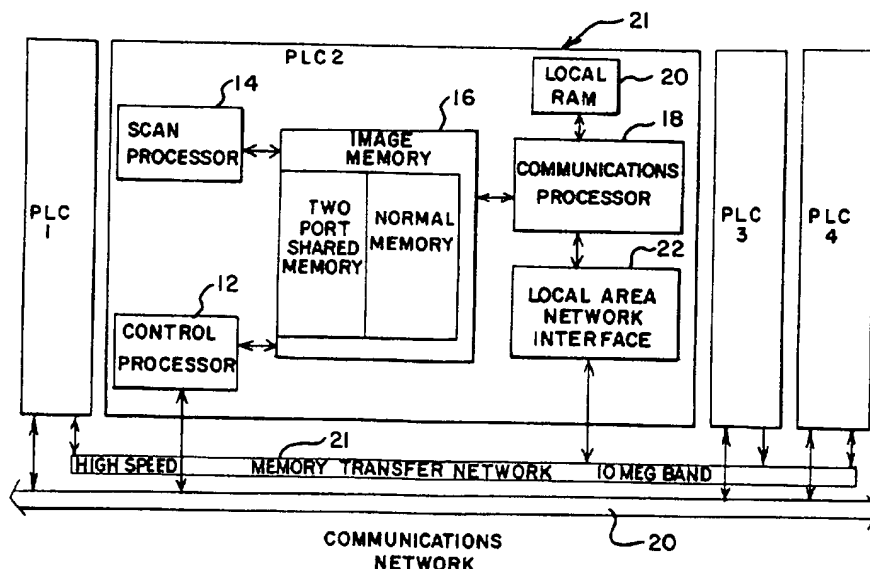 21
PLC2
LOCAL
RAM
20
14
16
18
SCAN
PROCESSOR
IMAGE
MEMORY
COMMUNICATIONS
PROCESSOR
PLC
1
TWO
PORT
SHARED
MEMORY
NORMAL
MEMORY
PLC
3
PLC
4
22
12
LOCAL AREA
NETWORK
INTERFACE
CONTROL
PROCESSOR
21
HIGH SPEED MEMORY TRANSFER NETWORK 10 MEG BAND
20
COMMUNICATIONS
NETWORK